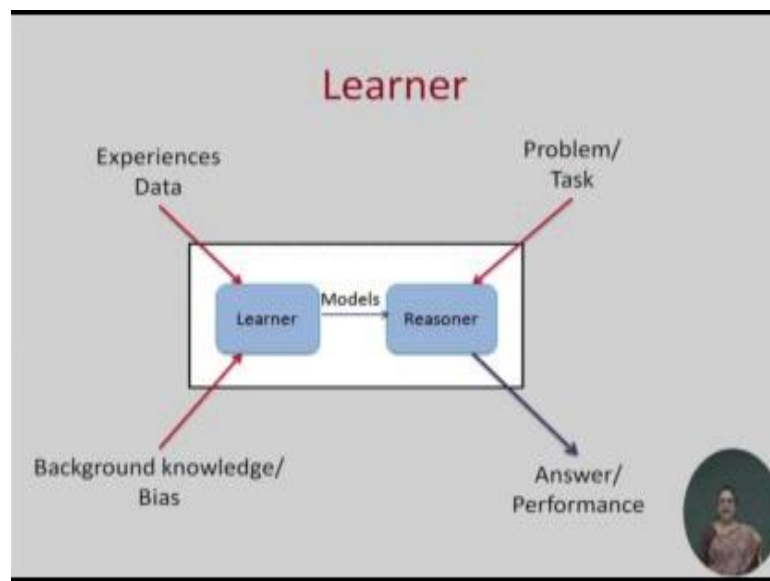 Learner
Experiences
Data
Problem/
Task
Learner
Models
Reasoner
Background knowledge/
Bias
Answer/
Performance